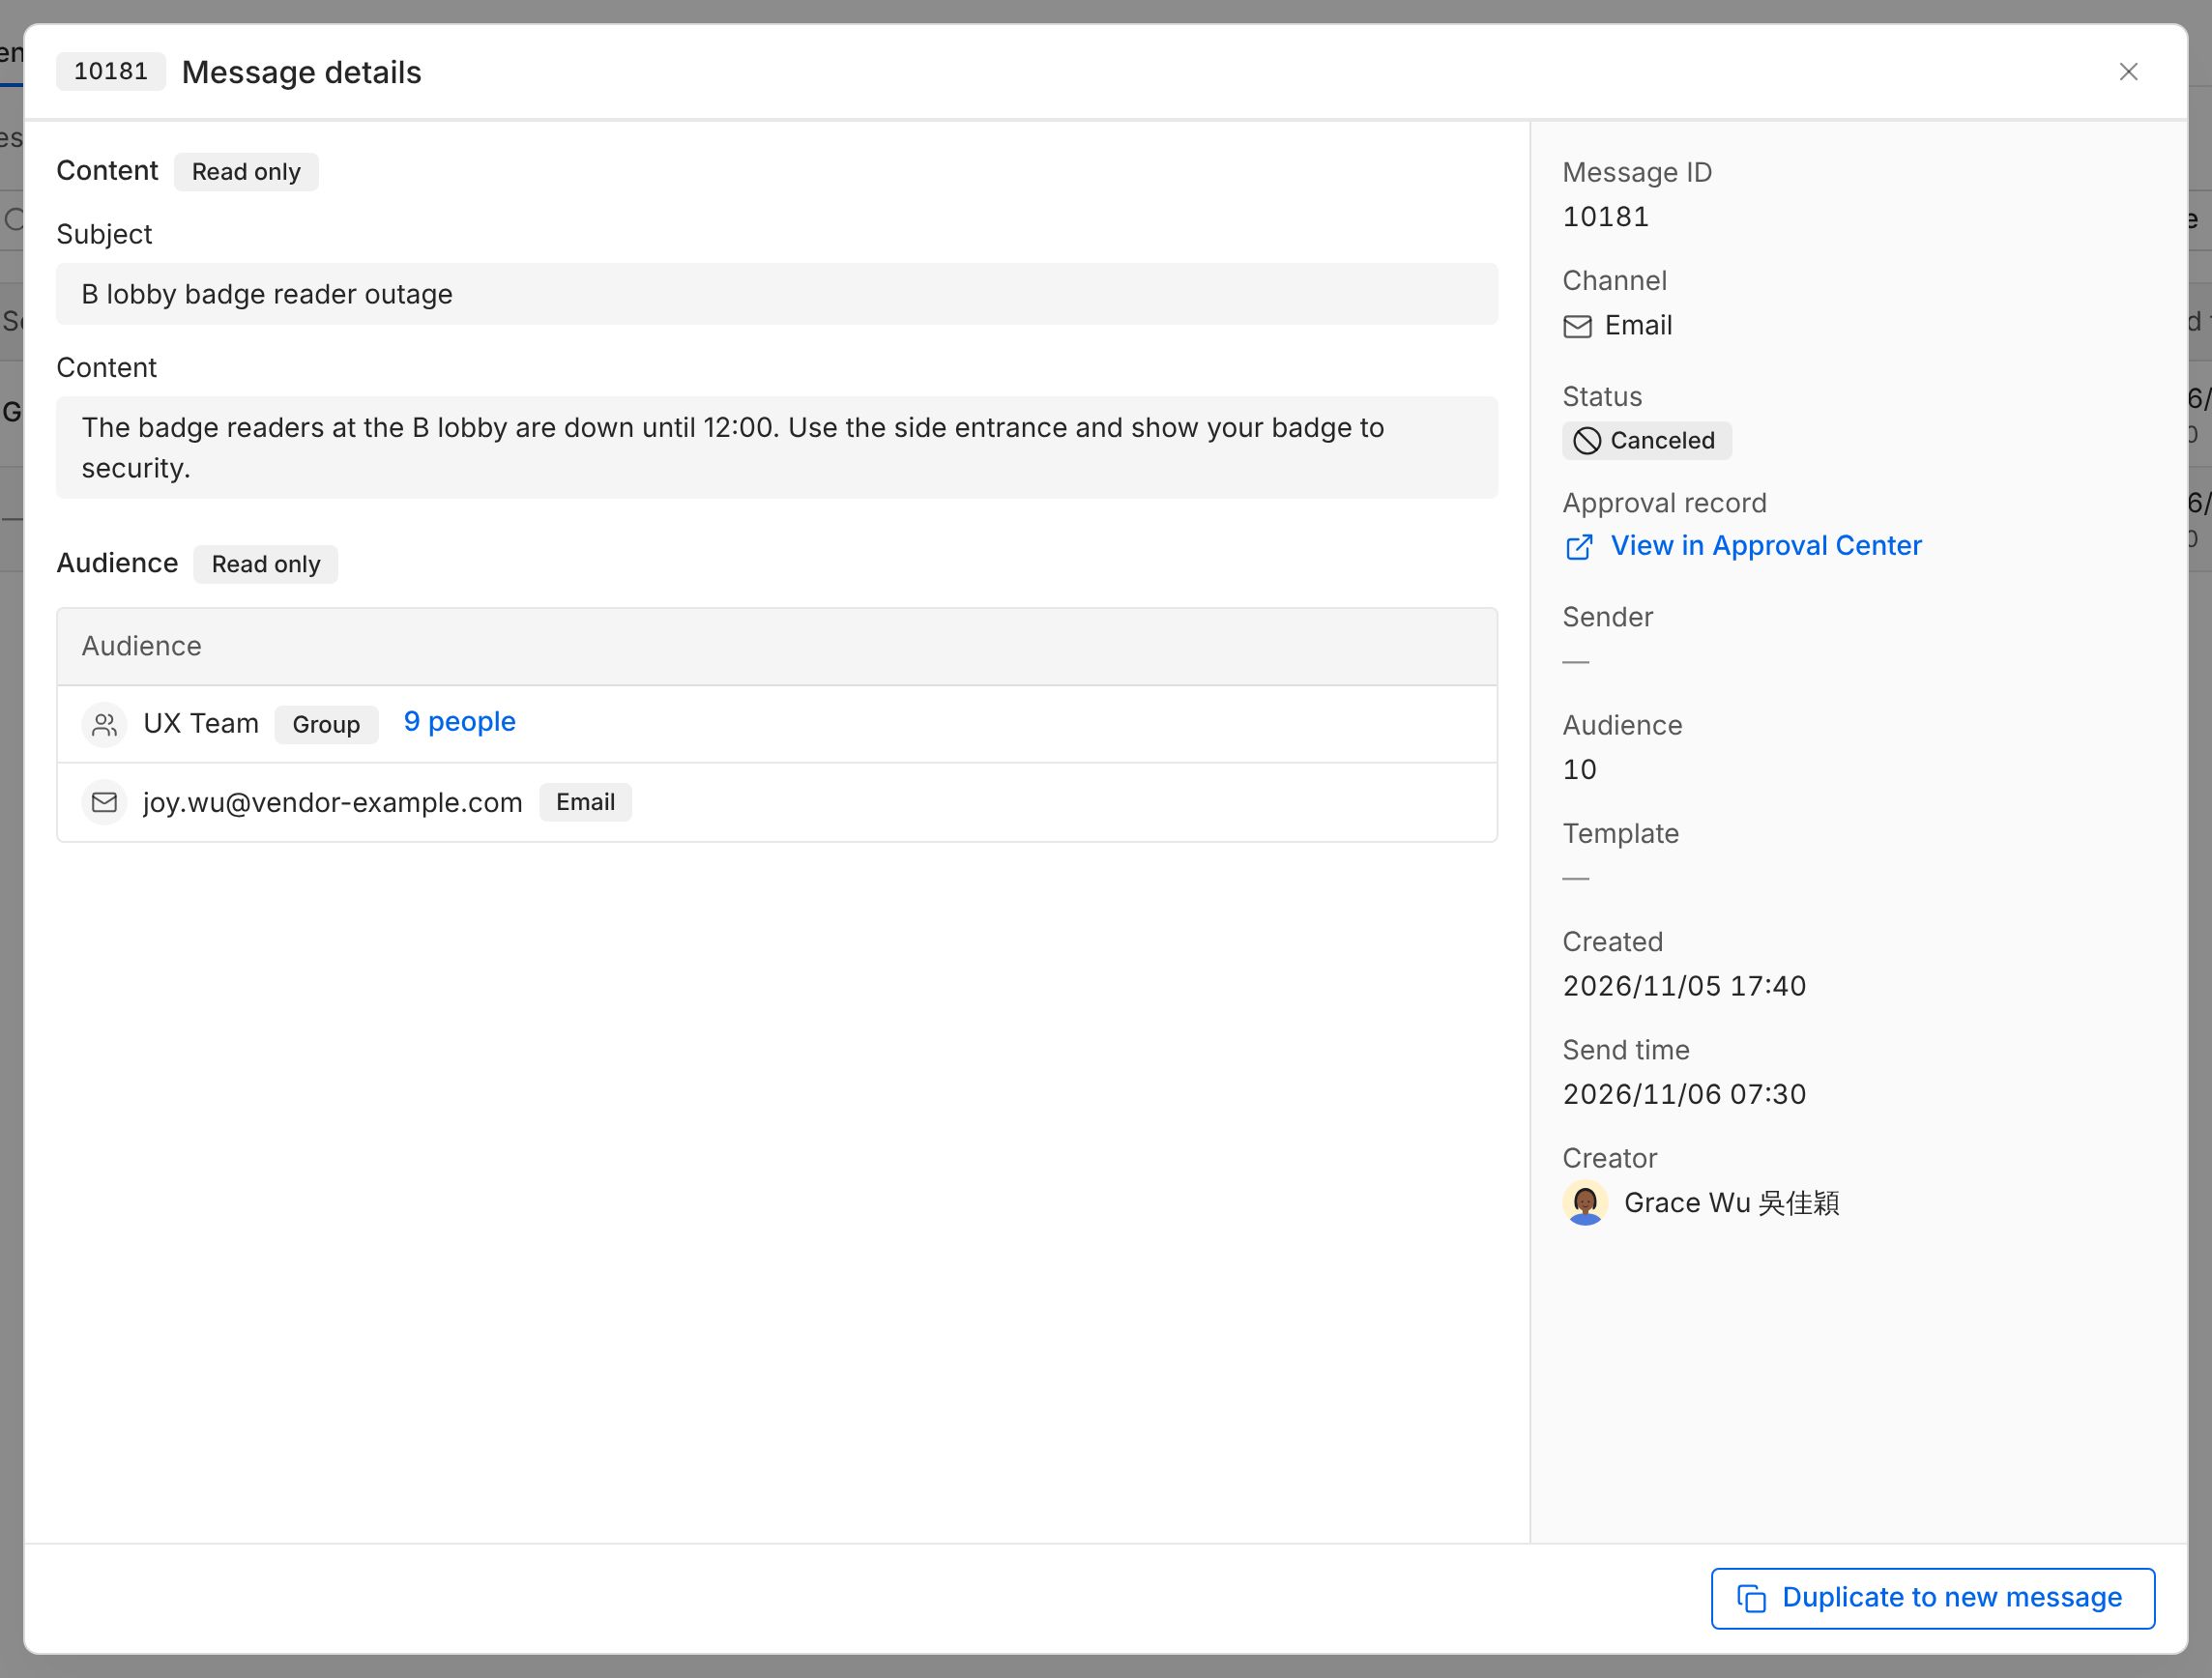 10181 Message details
Content Read only
Subject
B lobby badge reader outage
Content
The badge readers at the B lobby are down until 12:00. Use the side entrance and show your badge to
security.
Audience Read only
Audience
UX Team Group 9 people
joy.wu@vendor-example.com Email
Message ID
10181
Channel
Email
Status
Canceled
Approval record
View in Approval Center
Sender
—
Audience
10
Template
—
Created
2026/11/05 17:40
Send time
2026/11/06 07:30
Creator
Grace Wu 吳佳穎
Duplicate to new message